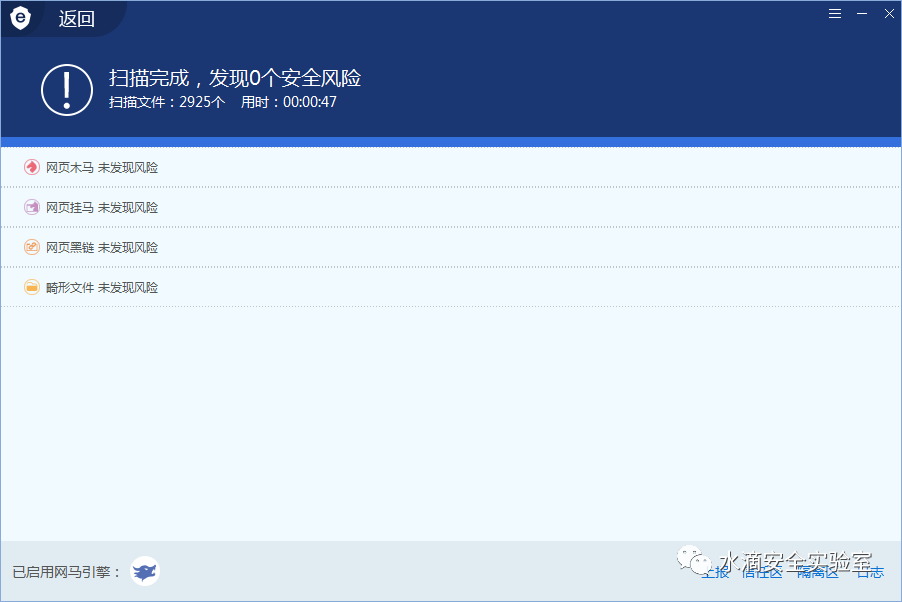 返回
扫描完成，发现0个安全风险
扫描文件：2925个 用时：00:00:47
网页木马 未发现风险
网页挂马 未发现风险
网页黑链 未发现风险
畸形文件 未发现风险
水滴安全实验室
已启用网马引擎：
上报 信任区 隔离区 日志